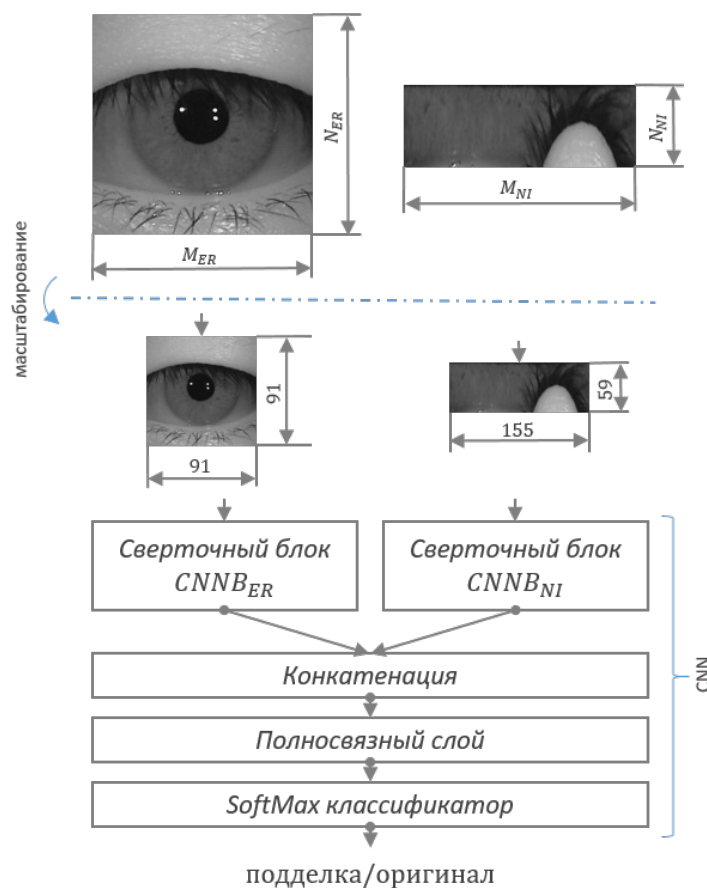 N_ER
M_ER
N_NI
M_NI
масштабирование
91
91
59
155
Сверточный блок
CNNB_ER
Сверточный блок
CNNB_NI
Конкатенация
Полносвязный слой
SoftMax классификатор
CNN
подделка/оригинал